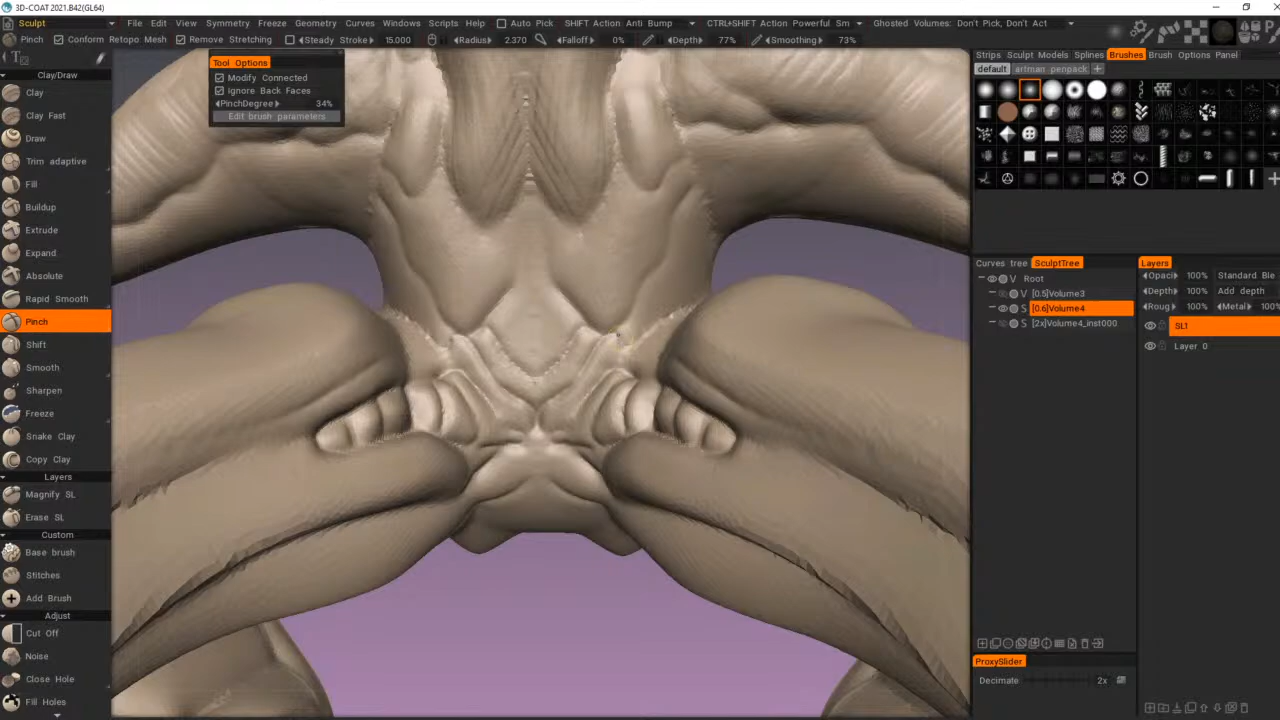 3D-COAT 2021.B42(GL64)
Sculpt File Edit View Symmetry Freeze Geometry Curves Windows Scripts Help Auto Pick SHIFT Action Anti Bump CTRL+SHIFT Action Powerful Sm Ghosted Volumes: Don't Pick, Don't Act
Pinch Conform Retopo Mesh Remove Stretching Steady Stroke 15.000 Radius 2.370 Falloff 0% Depth 77% Smoothing 73%
Tool Options
Modify Connected
Ignore Back Faces
PinchDegree 34%
Edit brush parameters
Clay/Draw
Clay
Clay Fast
Draw
Trim adaptive
Fill
Buildup
Extrude
Expand
Absolute
Rapid Smooth
Pinch
Shift
Smooth
Sharpen
Freeze
Snake Clay
Copy Clay
Layers
Magnify SL
Erase SL
Custom
Base brush
Stitches
Add Brush
Adjust
Cut Off
Noise
Close Hole
Fill Holes
Strips Sculpt Models Splines Brushes Brush Options Panel
default artman penpack +
Curves tree SculptTree
V Root
V [0.5]Volume3
S [0.6]Volume4
S [2x]Volume4_inst000
ProxySlider
Decimate 2x
Layers
Opaci 100% Standard Ble
Depth 100% Add depth
Roug 100% Metal 100%
SL1
Layer 0